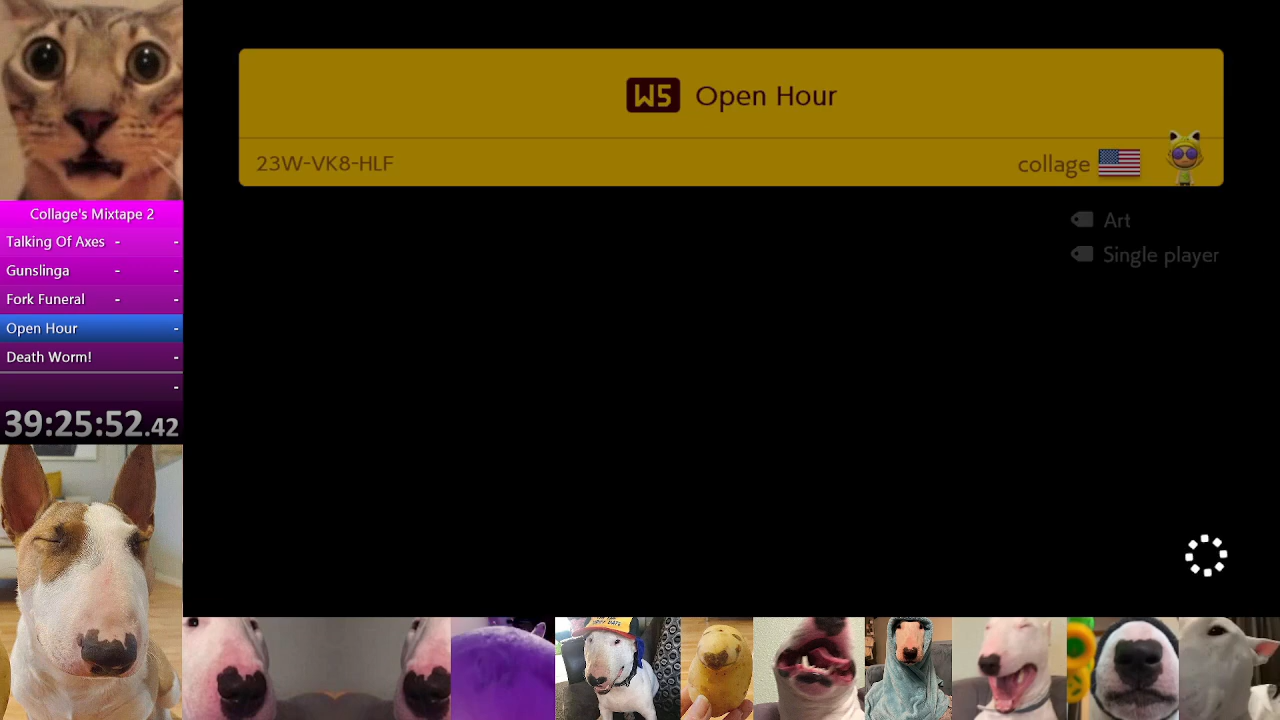 Collage's Mixtape 2
Talking Of Axes - -
Gunslinga - -
Fork Funeral - -
Open Hour -
Death Worm! -
-
39:25:52.42
W5 Open Hour
23W-VK8-HLF
collage
Art
Single player